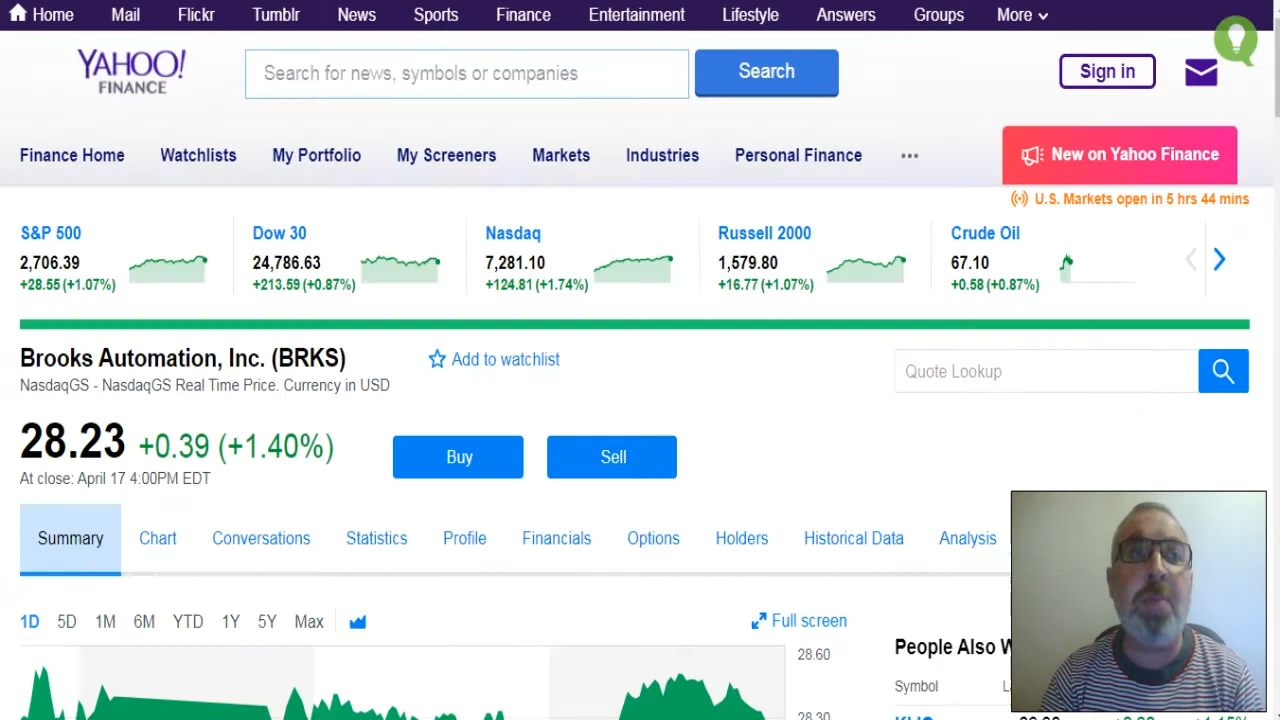 Home Mail Flickr Tumblr News Sports Finance Entertainment Lifestyle Answers Groups More
YAHOO!
FINANCE
Search for news, symbols or companies
Search
Sign in
Finance Home Watchlists My Portfolio My Screeners Markets Industries Personal Finance ...
New on Yahoo Finance
U.S. Markets open in 5 hrs 44 mins
S&P 500 Dow 30 Nasdaq Russell 2000 Crude Oil
2,706.39 24,786.63 7,281.10 1,579.80 67.10
+28.55 (+1.07%) +213.59 (+0.87%) +124.81 (+1.74%) +16.77 (+1.07%) +0.58 (+0.87%)
Brooks Automation, Inc. (BRKS) Add to watchlist
NasdaqGS - NasdaqGS Real Time Price. Currency in USD
Quote Lookup
28.23 +0.39 (+1.40%)
Buy Sell
At close: April 17 4:00PM EDT
Summary Chart Conversations Statistics Profile Financials Options Holders Historical Data Analysis
1D 5D 1M 6M YTD 1Y 5Y Max Full screen
28.60
People Also
Symbol
28.30